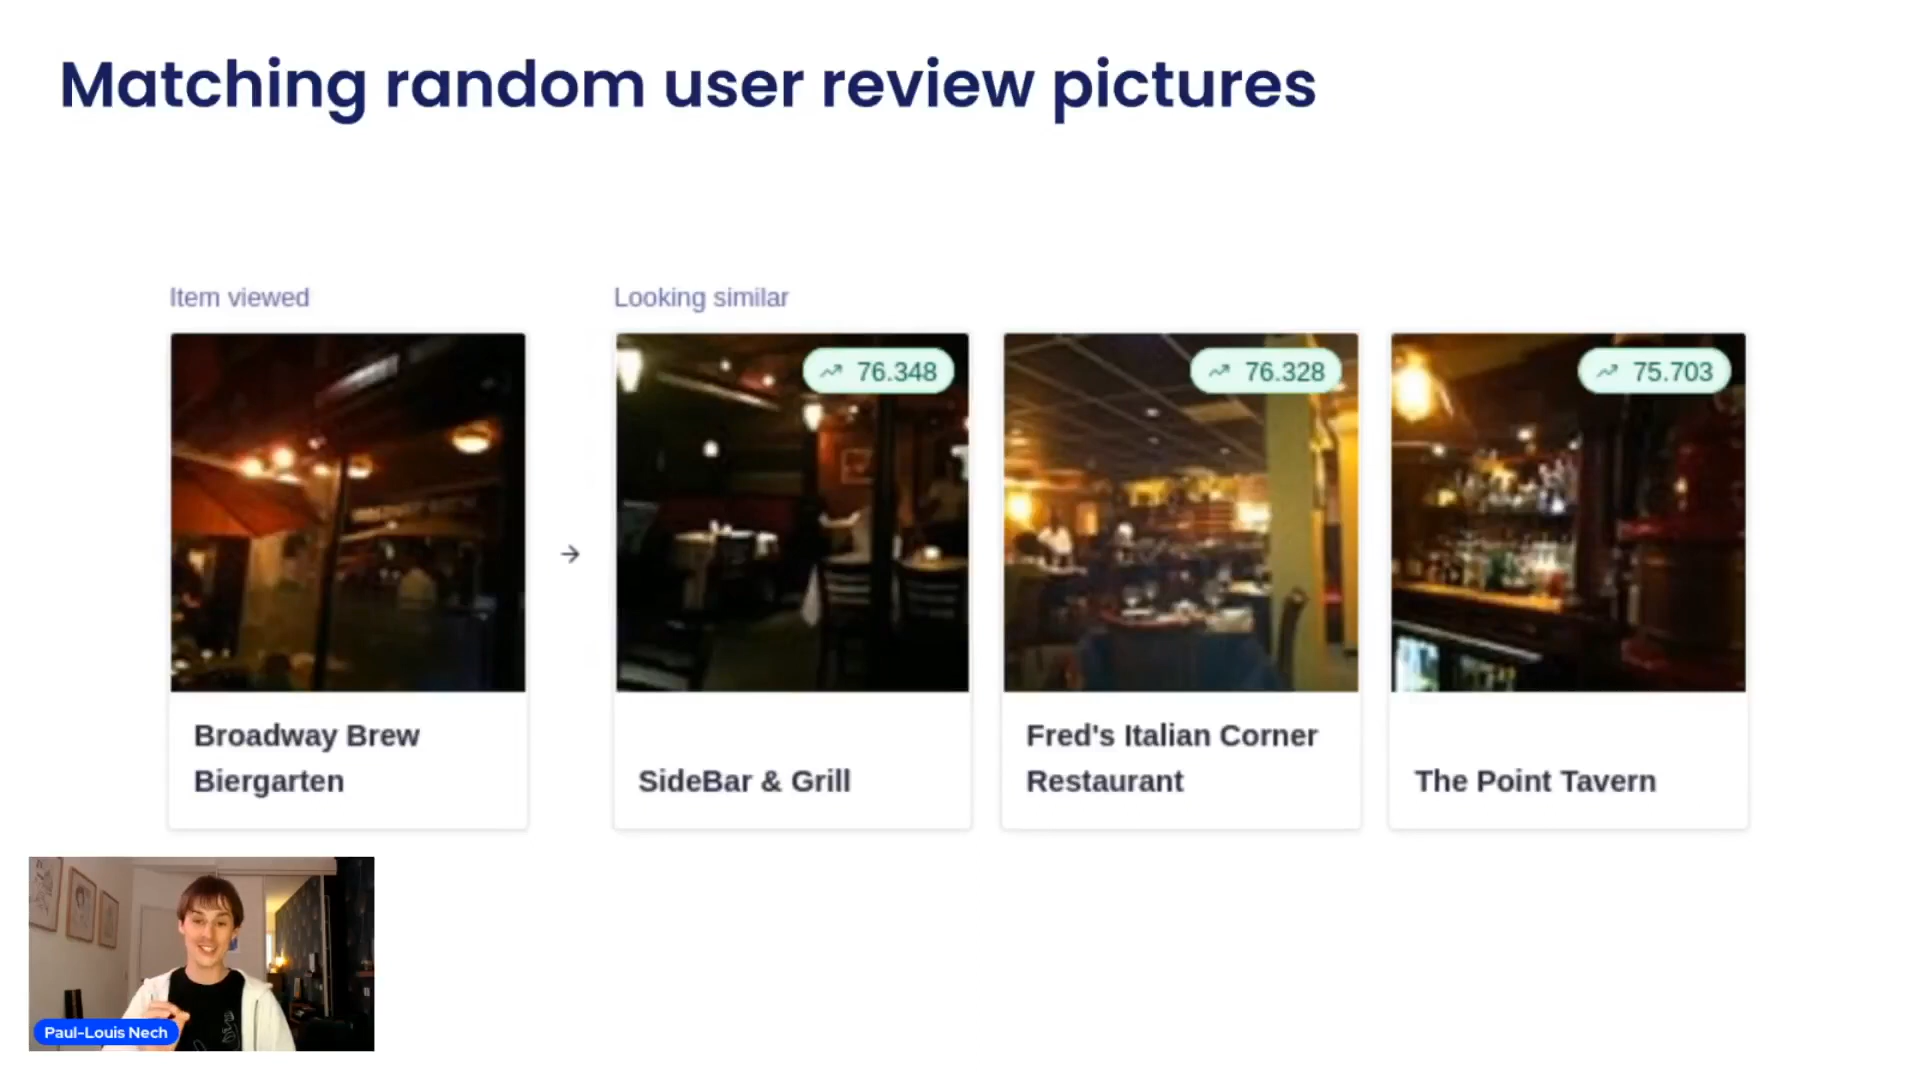 Matching random user review pictures
Item viewed
Looking similar
76.348
76.328
75.703
Broadway Brew
Biergarten
SideBar & Grill
Fred's Italian Corner
Restaurant
The Point Tavern
Paul-Louis Nech